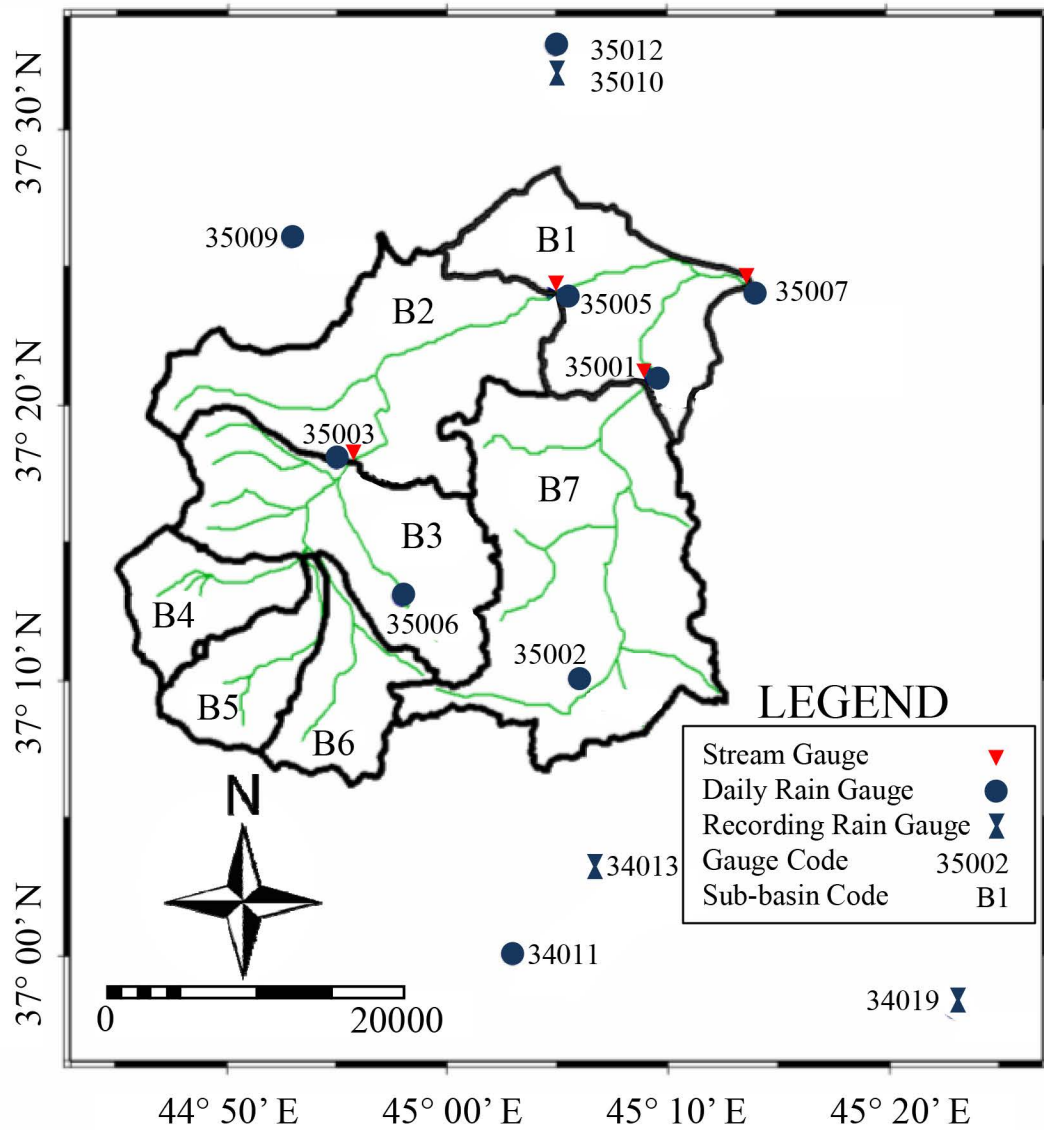 35012
35010
37° 30' N
35009
B1
35007
35005
B2
35001
37° 20' N
35003
B7
B3
B4
35006
35002
37° 10' N
B5
B6
LEGEND
Stream Gauge
Daily Rain Gauge
Recording Rain Gauge
Gauge Code 35002
Sub-basin Code B1
N
34013
34011
37° 00' N
34019
0 20000
44° 50' E 45° 00' E 45° 10' E 45° 20' E